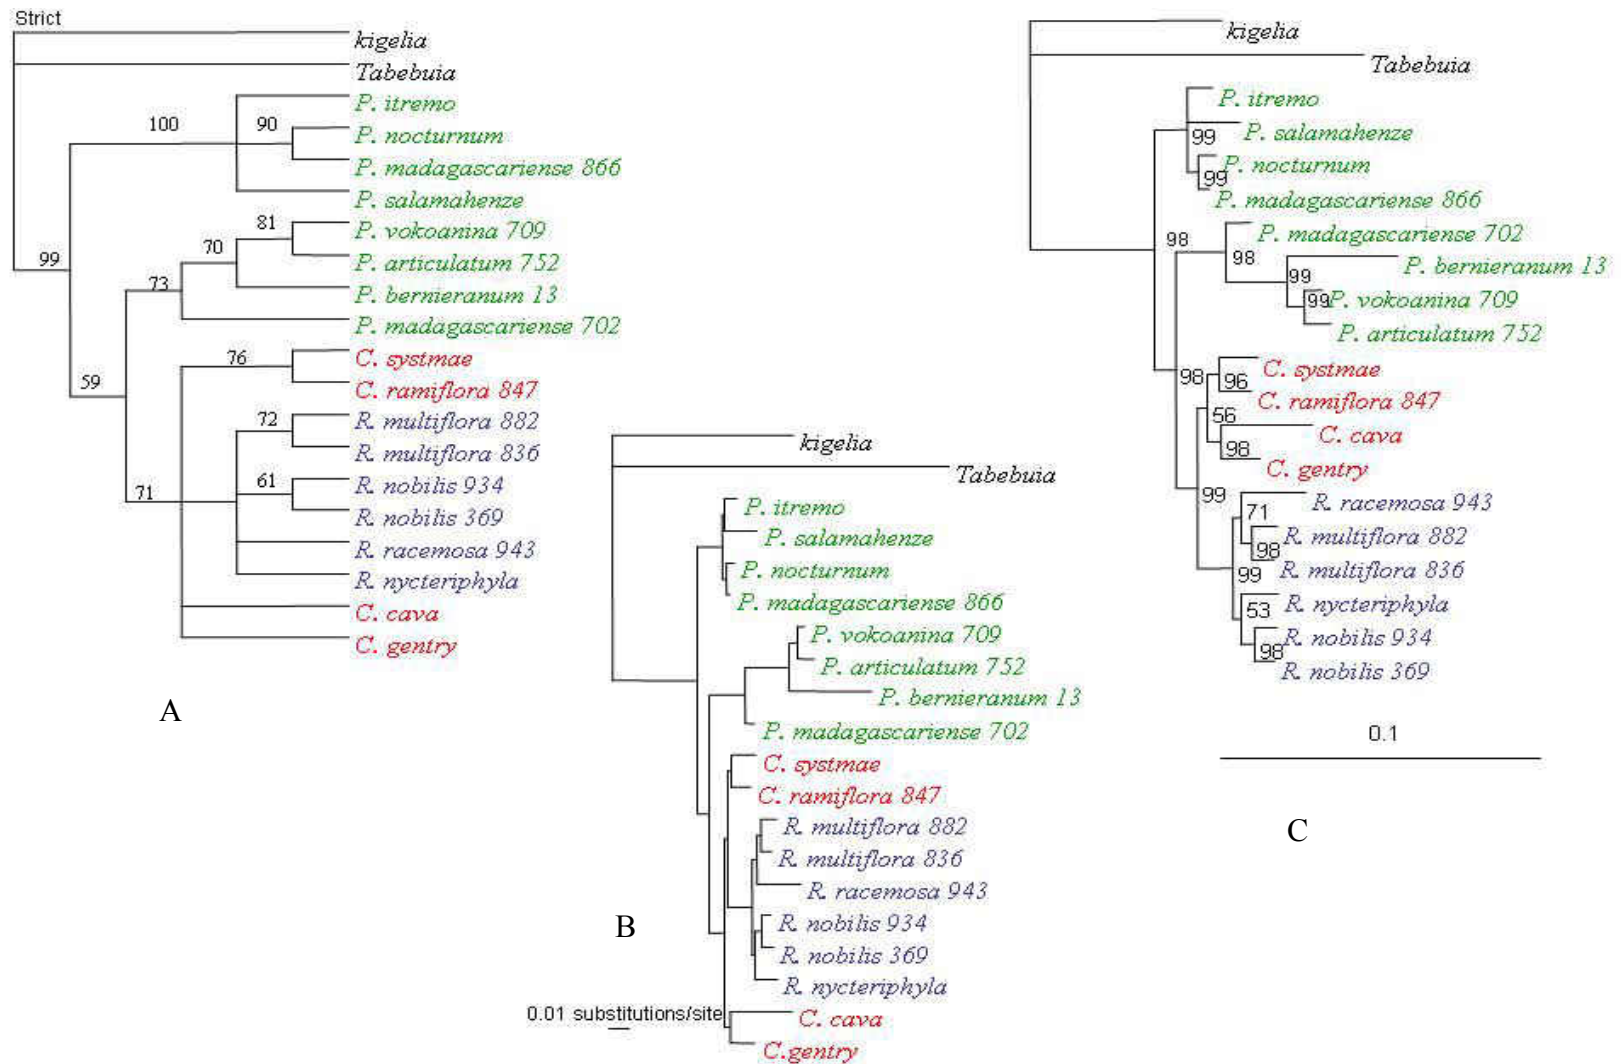 Strict
kigelia
Tabebuia
P. itremo
100
90
P. nocturnum
P. madagascariense 866
P. salamahenze
81
P. vokoanina 709
70
P. articulatum 752
99
73
P. bernieranum 13
P. madagascariense 702
76
C. systmae
59
C. ramiflora 847
72
R. multiflora 882
R. multiflora 836
71
61
R. nobilis 934
R. nobilis 369
R. racemosa 943
R. nycteriphyla
C. cava
C. gentry
A
kigelia
Tabebuia
P. itremo
P. salamahenze
P. nocturnum
P. madagascariense 866
P. vokoanina 709
P. articulatum 752
P. bernieranum 13
P. madagascariense 702
C. systmae
C. ramiflora 847
R. multiflora 882
R. multiflora 836
R. racemosa 943
R. nobilis 934
R. nobilis 369
R. nycteriphyla
C. cava
C.gentry
0.01 substitutions/site
B
kigelia
Tabebuia
P. itremo
P. salamahenze
99
P. nocturnum
99
P. madagascariense 866
98
P. madagascariense 702
98
P. bernieranum 13
99
99
P. vokoanina 709
P. articulatum 752
C. systmae
98
96
C. ramiflora 847
56
C. cava
98
C. gentry
99
R. racemosa 943
71
R. multiflora 882
98
99
R. multiflora 836
53
R. nycteriphyla
R. nobilis 934
98
R. nobilis 369
0.1
C